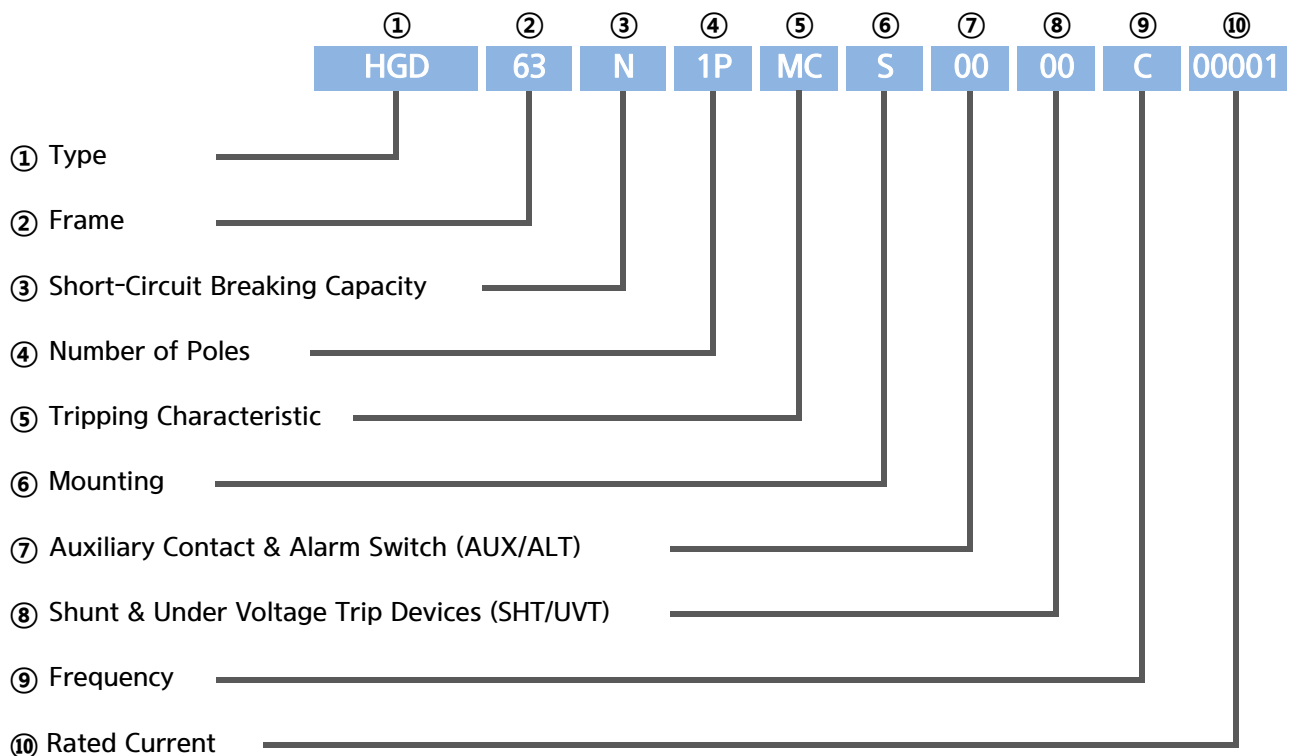 ① ② ③ ④ ⑤ ⑥ ⑦ ⑧ ⑨ ⑩
HGD 63 N 1P MC S 00 00 C 00001
① Type
② Frame
③ Short-Circuit Breaking Capacity
④ Number of Poles
⑤ Tripping Characteristic
⑥ Mounting
⑦ Auxiliary Contact & Alarm Switch (AUX/ALT)
⑧ Shunt & Under Voltage Trip Devices (SHT/UVT)
⑨ Frequency
⑩ Rated Current